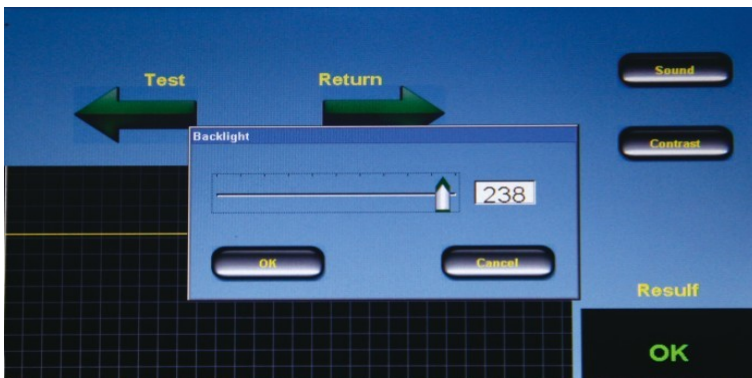 Test
Return
Sound
Contrast
Backlight
238
OK
Cancel
Resulf
OK